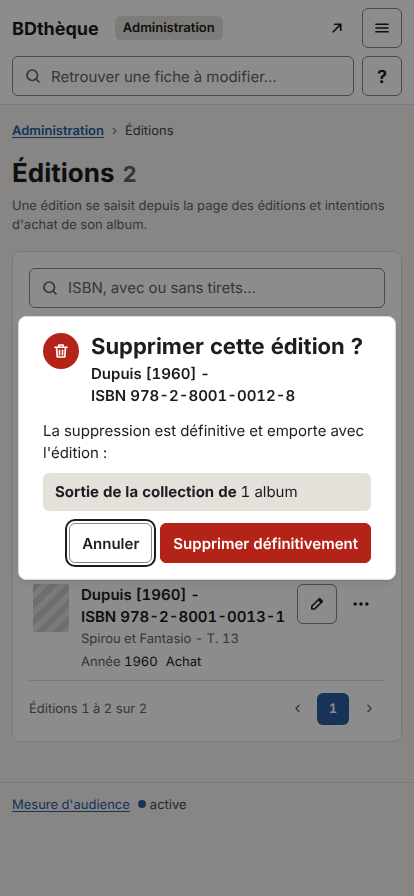 BDthèque Administration
Retrouver une fiche à modifier... ?
Administration › Éditions
Éditions 2
Une édition se saisit depuis la page des éditions et intentions
d'achat de son album.
ISBN, avec ou sans tirets...
Supprimer cette édition ?
Dupuis [1960] -
ISBN 978-2-8001-0012-8
La suppression est définitive et emporte avec
l'édition :
Sortie de la collection de 1 album
Annuler Supprimer définitivement
Dupuis [1960] -
ISBN 978-2-8001-0013-1
Spirou et Fantasio - T. 13
Année 1960 Achat
Éditions 1 à 2 sur 2 ‹ 1 ›
Mesure d'audience active